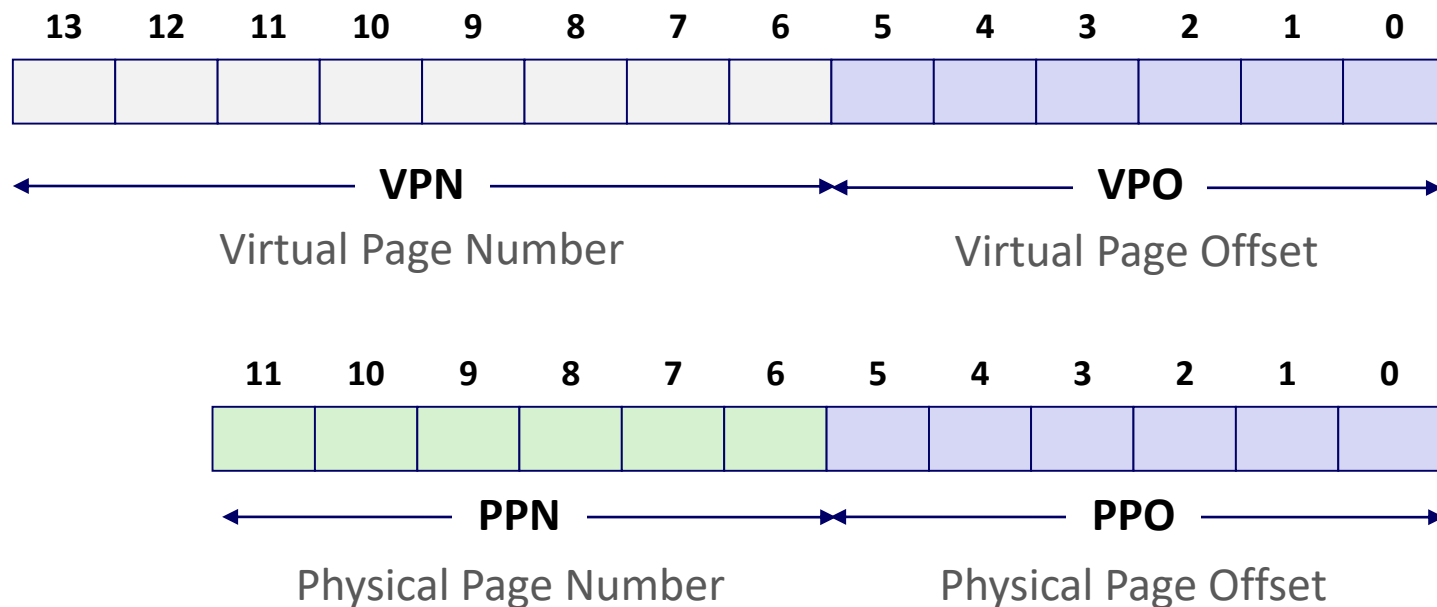 13 12 11 10 9 8 7 6 5 4 3 2 1 0
VPN VPO
Virtual Page Number Virtual Page Offset
11 10 9 8 7 6 5 4 3 2 1 0
PPN PPO
Physical Page Number Physical Page Offset